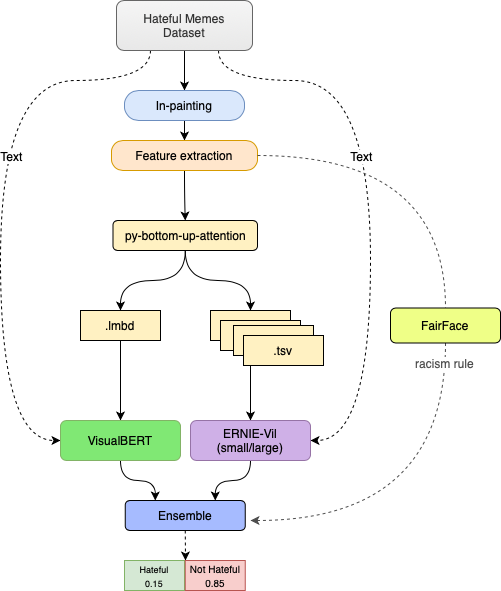 Hateful Memes
Dataset
In-painting
Text
Text
Feature extraction
py-bottom-up-attention
.lmbd
.tsv
FairFace
racism rule
VisualBERT
ERNIE-Vil
(small/large)
Ensemble
Hateful
0.15
Not Hateful
0.85